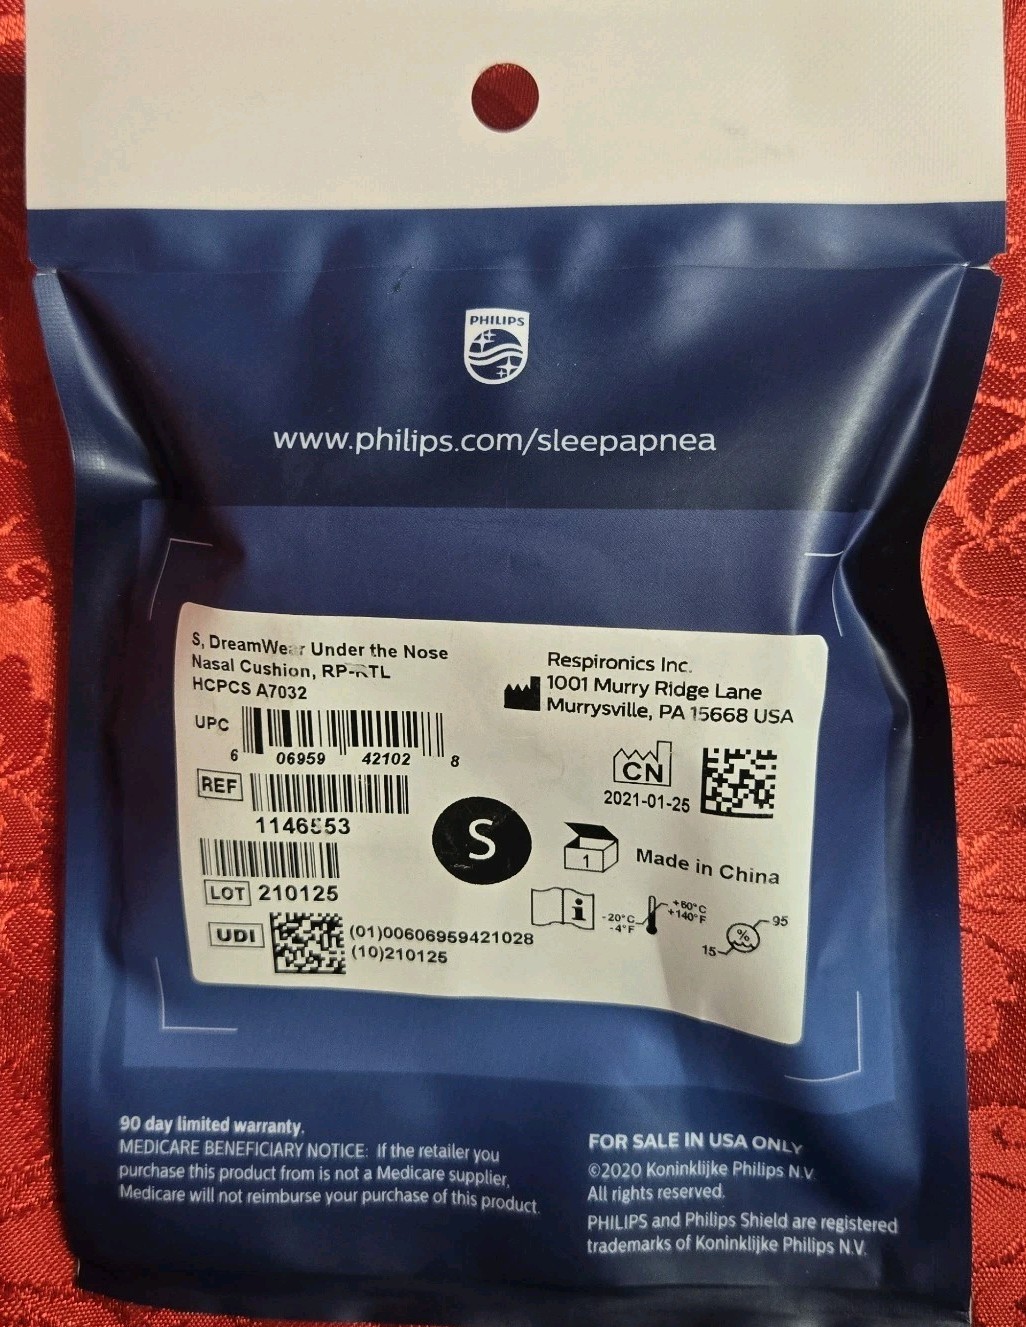 PHILIPS
www.philips.com/sleepapnea
S, DreamWear Under the Nose
Nasal Cushion, RP-RTL
HCPCS A7032
UPC
6 06959 42102 8
REF
1146553
LOT 210125
UDI
(01)00606959421028
(10)210125
Respironics Inc.
1001 Murry Ridge Lane
Murrysville, PA 15668 USA
CN
2021-01-25
S
1
Made in China
i
-20°C
-4°F
+60°C
+140°F
%
95
15
90 day limited warranty.
MEDICARE BENEFICIARY NOTICE: If the retailer you
purchase this product from is not a Medicare supplier,
Medicare will not reimburse your purchase of this product.
FOR SALE IN USA ONLY
©2020 Koninklijke Philips N.V.
All rights reserved.
PHILIPS and Philips Shield are registered
trademarks of Koninklijke Philips N.V.